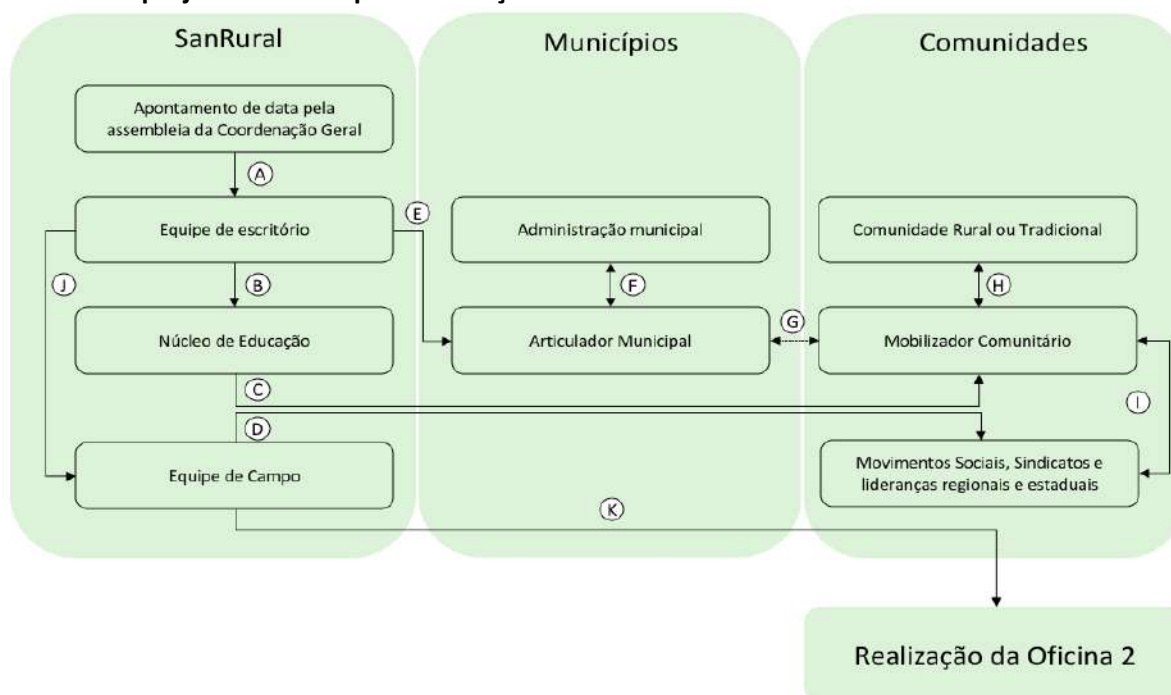 SanRural
Municípios
Comunidades
Apontamento de data pela
assembleia da Coordenação Geral
A
Equipe de escritório
E
Administração municipal
Comunidade Rural ou Tradicional
J
B
F
H
Núcleo de Educação
Articulador Municipal
G
Mobilizador Comunitário
C
I
D
Equipe de Campo
Movimentos Sociais, Sindicatos e
lideranças regionais e estaduais
K
Realização da Oficina 2